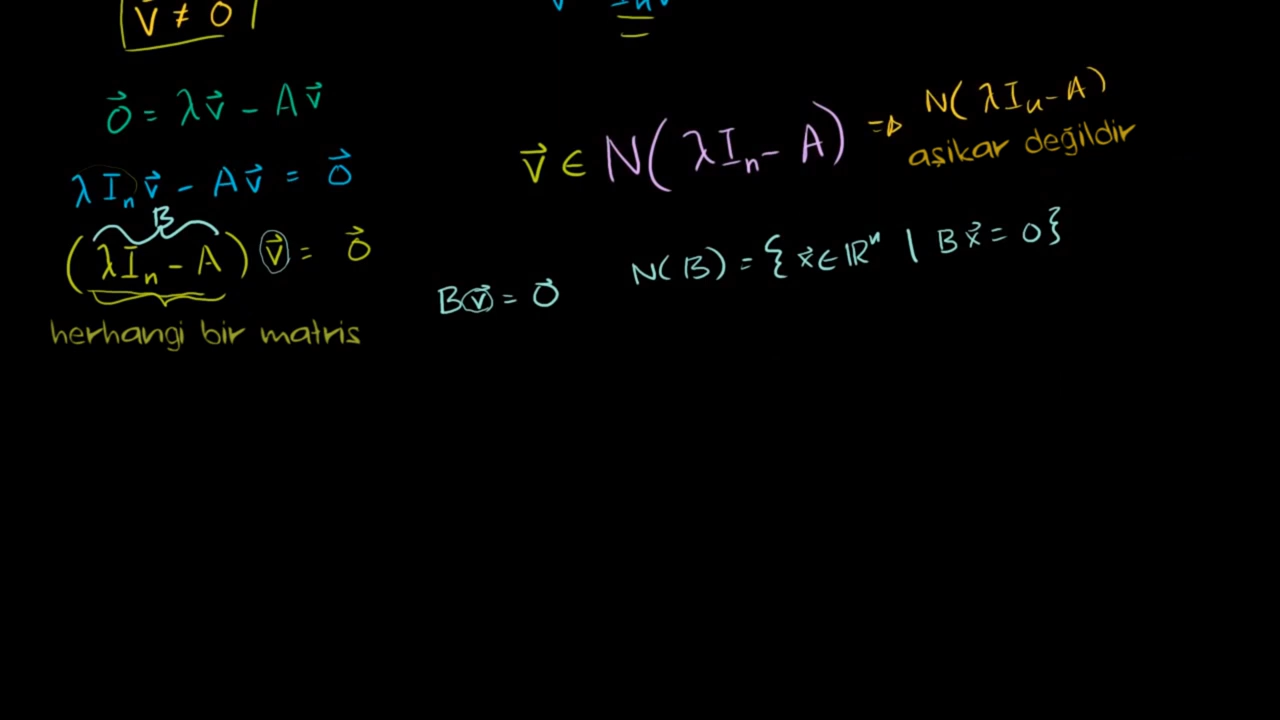 v⃗ ≠ 0
0⃗ = λv⃗ - Av⃗
λIₙv⃗ - Av⃗ = 0⃗
B
(λIₙ - A) v⃗ = 0⃗
herhangi bir matris
v⃗ ∈ N(λIₙ - A) ⇒ N(λIₙ - A)
aşikar değildir
Bv⃗ = 0⃗
N(B) = {x⃗ ∈ ℝⁿ | Bx⃗ = 0}